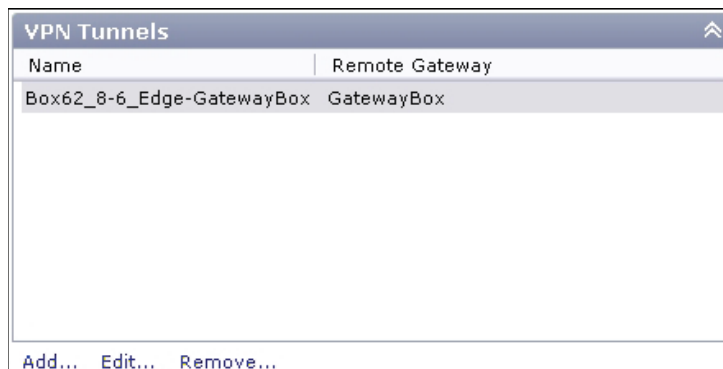 VPN Tunnels
Name Remote Gateway
Box62_8-6_Edge-GatewayBox GatewayBox
Add... Edit... Remove...